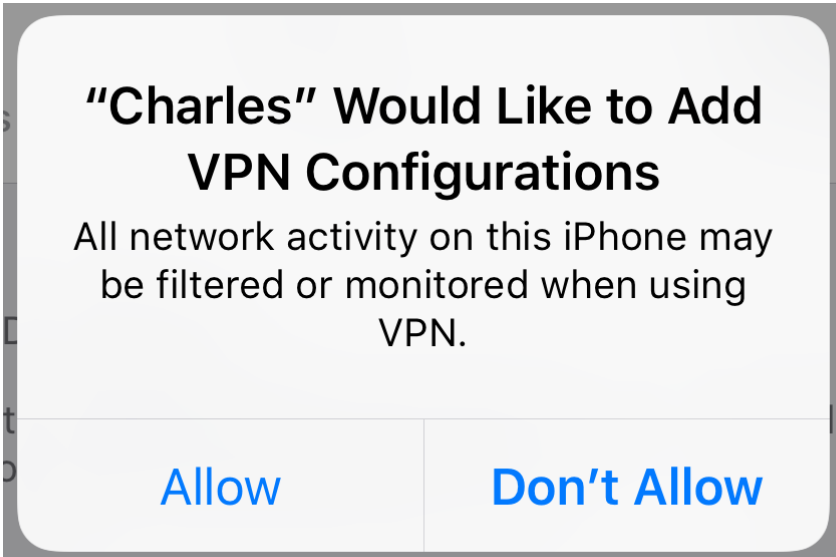 “Charles” Would Like to Add
VPN Configurations
All network activity on this iPhone may
be filtered or monitored when using
VPN.
Allow
Don’t Allow